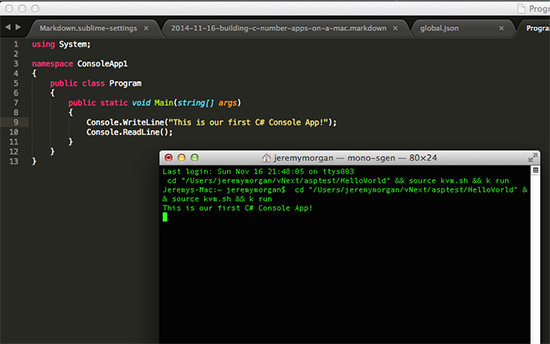 Progr
Markdown.sublime-settings
2014-11-16-building-c-number-apps-on-a-mac.markdown
global.json
Progra
1 using System;
2
3 namespace ConsoleApp1
4 {
5 public class Program
6 {
7 public static void Main(string[] args)
8 {
9 Console.WriteLine("This is our first C# Console App!");
10 Console.ReadLine();
11 }
12 }
13 }
jeremymorgan — mono-sgen — 80×24
Last login: Sun Nov 16 21:48:05 on ttys003
cd "/Users/jeremymorgan/vNext/asptest/HelloWorld" && source kvm.sh && k run
Jeremys-Mac:~ jeremymorgan$ cd "/Users/jeremymorgan/vNext/asptest/HelloWorld" &
& source kvm.sh && k run
This is our first C# Console App!